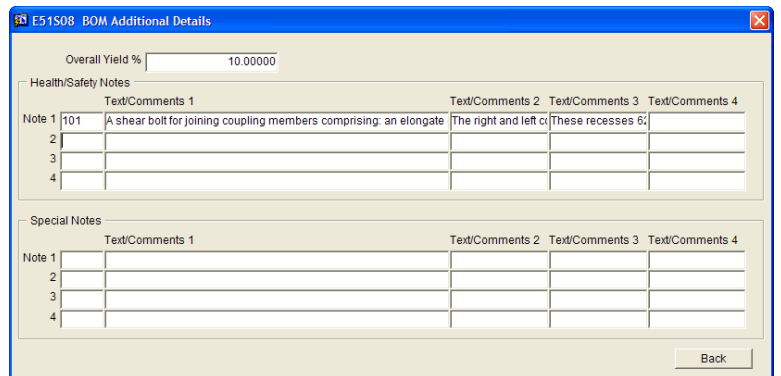 E51S08 BOM Additional Details
Overall Yield % 10.00000
Health/Safety Notes
Text/Comments 1 Text/Comments 2 Text/Comments 3 Text/Comments 4
Note 1 101 A shear bolt for joining coupling members comprising: an elongate The right and left These recesses
2
3
4
Special Notes
Text/Comments 1 Text/Comments 2 Text/Comments 3 Text/Comments 4
Note 1
2
3
4
Back